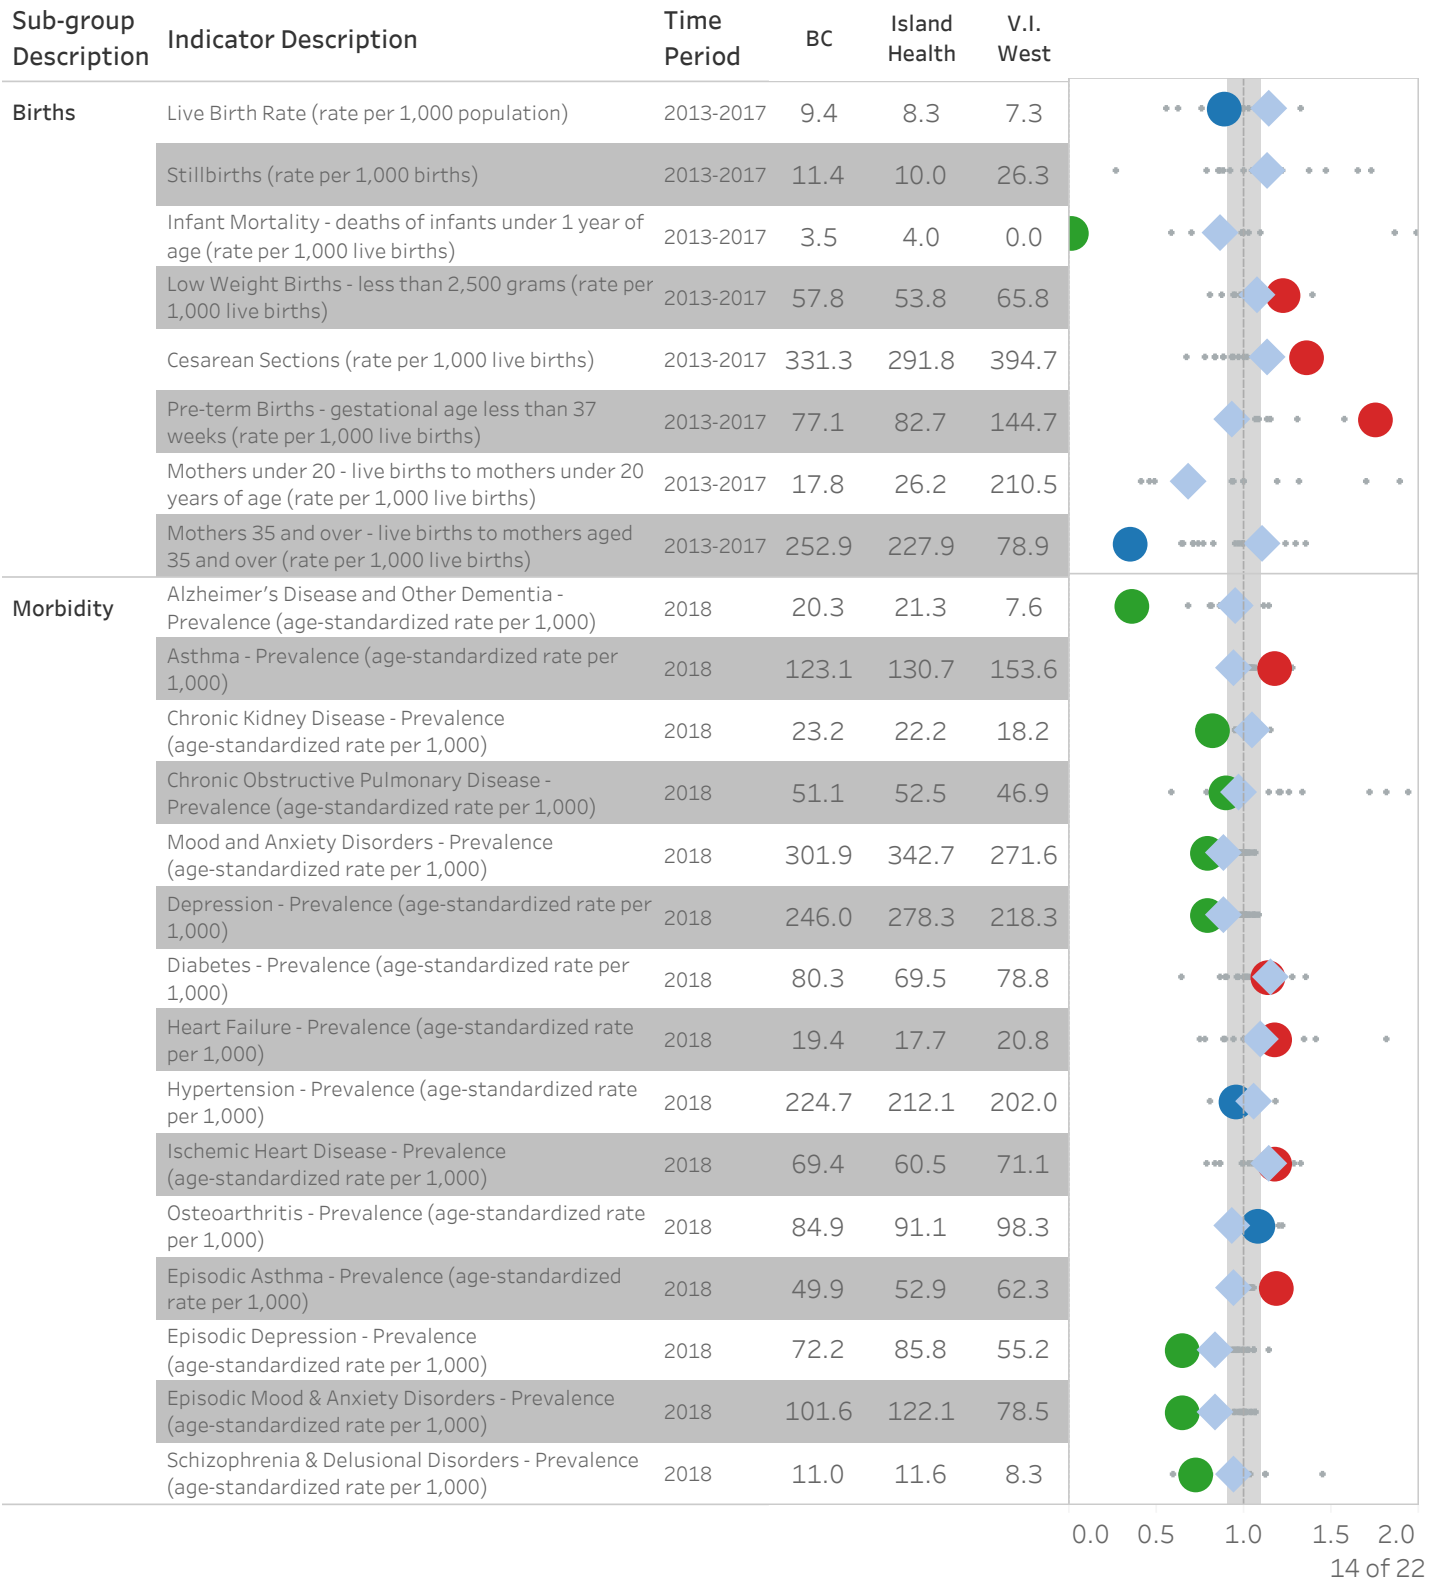 Sub-group Description Indicator Description Time Period BC Island Health V.I. West
Births Live Birth Rate (rate per 1,000 population) 2013-2017 9.4 8.3 7.3
Stillbirths (rate per 1,000 births) 2013-2017 11.4 10.0 26.3
Infant Mortality - deaths of infants under 1 year of
age (rate per 1,000 live births) 2013-2017 3.5 4.0 0.0
Low Weight Births - less than 2,500 grams (rate per
1,000 live births) 2013-2017 57.8 53.8 65.8
Cesarean Sections (rate per 1,000 live births) 2013-2017 331.3 291.8 394.7
Pre-term Births - gestational age less than 37
weeks (rate per 1,000 live births) 2013-2017 77.1 82.7 144.7
Mothers under 20 - live births to mothers under 20
years of age (rate per 1,000 live births) 2013-2017 17.8 26.2 210.5
Mothers 35 and over - live births to mothers aged
35 and over (rate per 1,000 live births) 2013-2017 252.9 227.9 78.9
Morbidity Alzheimer's Disease and Other Dementia -
Prevalence (age-standardized rate per 1,000) 2018 20.3 21.3 7.6
Asthma - Prevalence (age-standardized rate per
1,000) 2018 123.1 130.7 153.6
Chronic Kidney Disease - Prevalence
(age-standardized rate per 1,000) 2018 23.2 22.2 18.2
Chronic Obstructive Pulmonary Disease -
Prevalence (age-standardized rate per 1,000) 2018 51.1 52.5 46.9
Mood and Anxiety Disorders - Prevalence
(age-standardized rate per 1,000) 2018 301.9 342.7 271.6
Depression - Prevalence (age-standardized rate per
1,000) 2018 246.0 278.3 218.3
Diabetes - Prevalence (age-standardized rate per
1,000) 2018 80.3 69.5 78.8
Heart Failure - Prevalence (age-standardized rate
per 1,000) 2018 19.4 17.7 20.8
Hypertension - Prevalence (age-standardized rate
per 1,000) 2018 224.7 212.1 202.0
Ischemic Heart Disease - Prevalence
(age-standardized rate per 1,000) 2018 69.4 60.5 71.1
Osteoarthritis - Prevalence (age-standardized rate
per 1,000) 2018 84.9 91.1 98.3
Episodic Asthma - Prevalence (age-standardized
rate per 1,000) 2018 49.9 52.9 62.3
Episodic Depression - Prevalence
(age-standardized rate per 1,000) 2018 72.2 85.8 55.2
Episodic Mood & Anxiety Disorders - Prevalence
(age-standardized rate per 1,000) 2018 101.6 122.1 78.5
Schizophrenia & Delusional Disorders - Prevalence
(age-standardized rate per 1,000) 2018 11.0 11.6 8.3
0.0 0.5 1.0 1.5 2.0
14 of 22